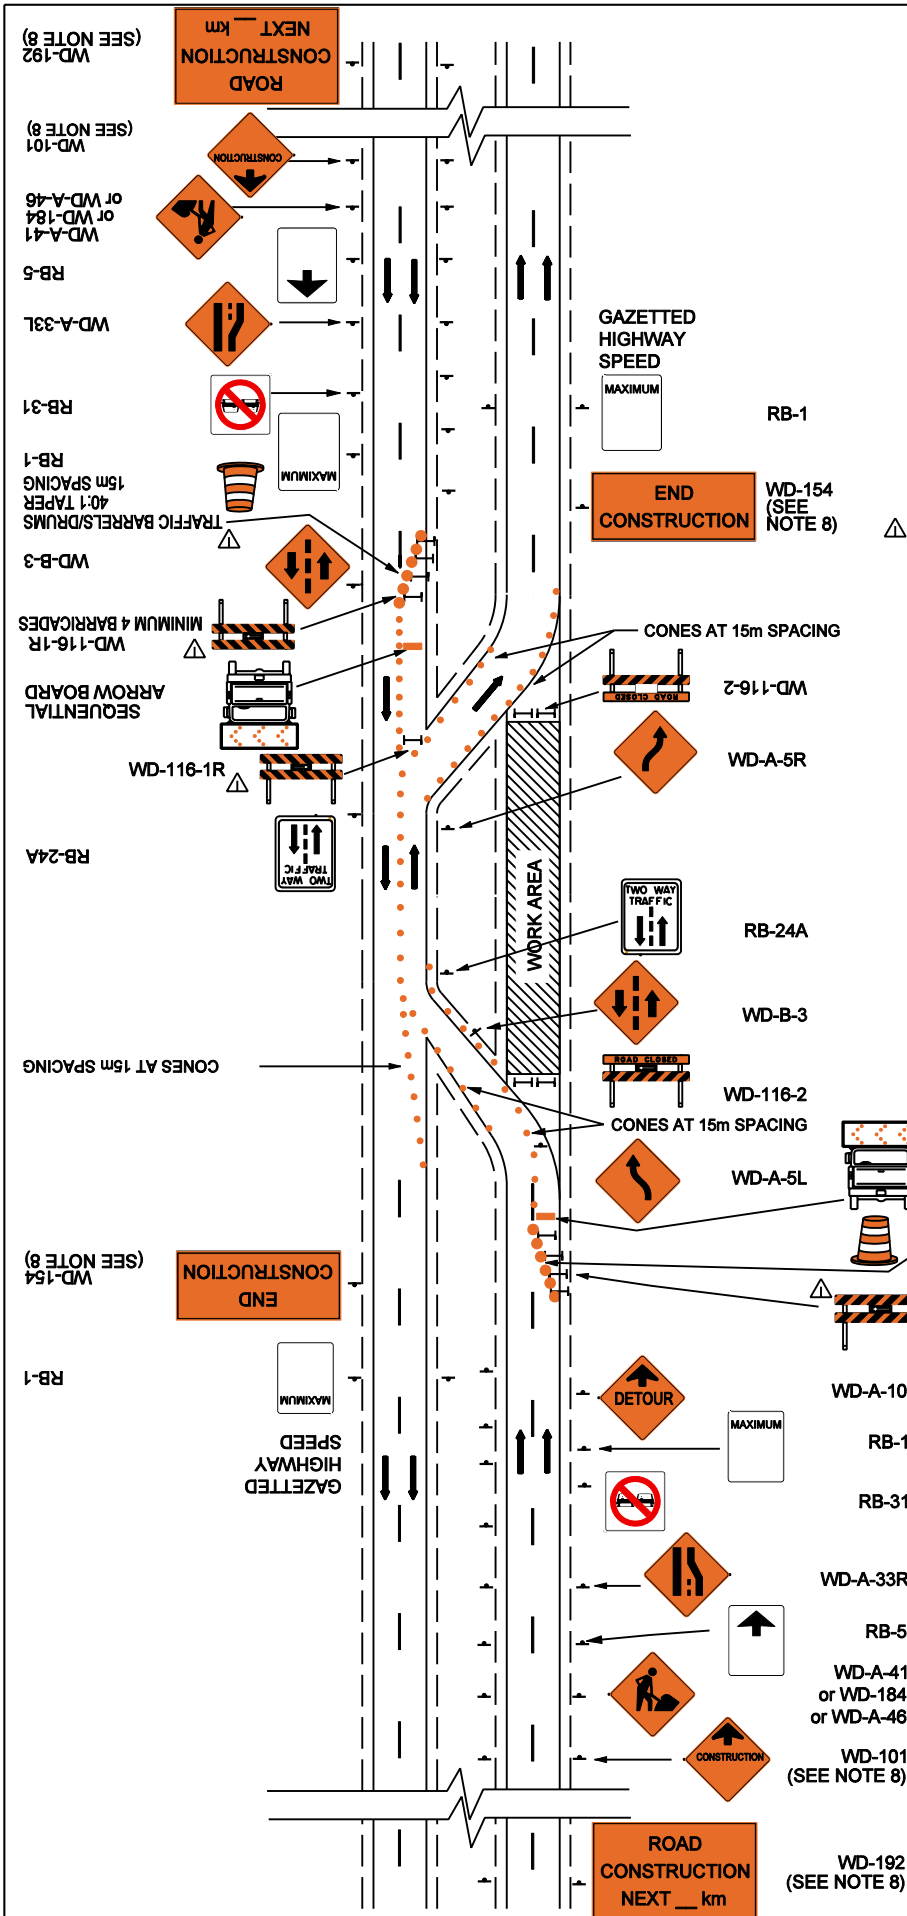 WD-192
(SEE NOTE 8)
ROAD
CONSTRUCTION
NEXT __ km
WD-101
(SEE NOTE 8)
CONSTRUCTION
WD-A-41
or WD-184
or WD-A-46
RB-5
WD-A-33L
RB-31
RB-1
MAXIMUM
TRAFFIC BARRELS/DRUMS
40:1 TAPER
15m SPACING
WD-B-3
WD-116-1R
MINIMUM 4 BARRICADES
SEQUENTIAL
ARROW BOARD
WD-116-1R
RB-24A
TWO WAY
TRAFFIC
CONES AT 15m SPACING
WD-154
(SEE NOTE 8)
END
CONSTRUCTION
RB-1
MAXIMUM
GAZETTED
HIGHWAY
SPEED
GAZETTED
HIGHWAY
SPEED
MAXIMUM
RB-1
END
CONSTRUCTION
WD-154
(SEE
NOTE 8)
CONES AT 15m SPACING
ROAD CLOSED
WD-116-2
WD-A-5R
WORK AREA
TWO WAY
TRAFFIC
RB-24A
WD-B-3
ROAD CLOSED
WD-116-2
CONES AT 15m SPACING
WD-A-5L
DETOUR
WD-A-10
MAXIMUM
RB-1
RB-31
WD-A-33R
RB-5
WD-A-41
or WD-184
or WD-A-46
CONSTRUCTION
WD-101
(SEE NOTE 8)
ROAD
CONSTRUCTION
NEXT __ km
WD-192
(SEE NOTE 8)